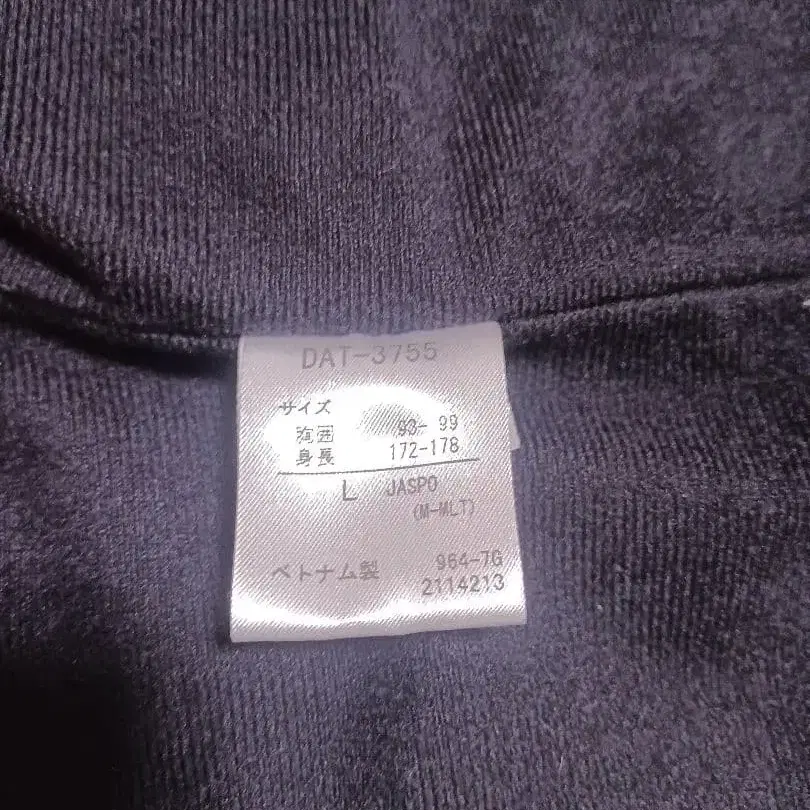 DAT-3755
サイズ
胸囲 93- 99
身長 172-178
L JASPO
(M-MLT)
ベトナム製 964-7G
2114213